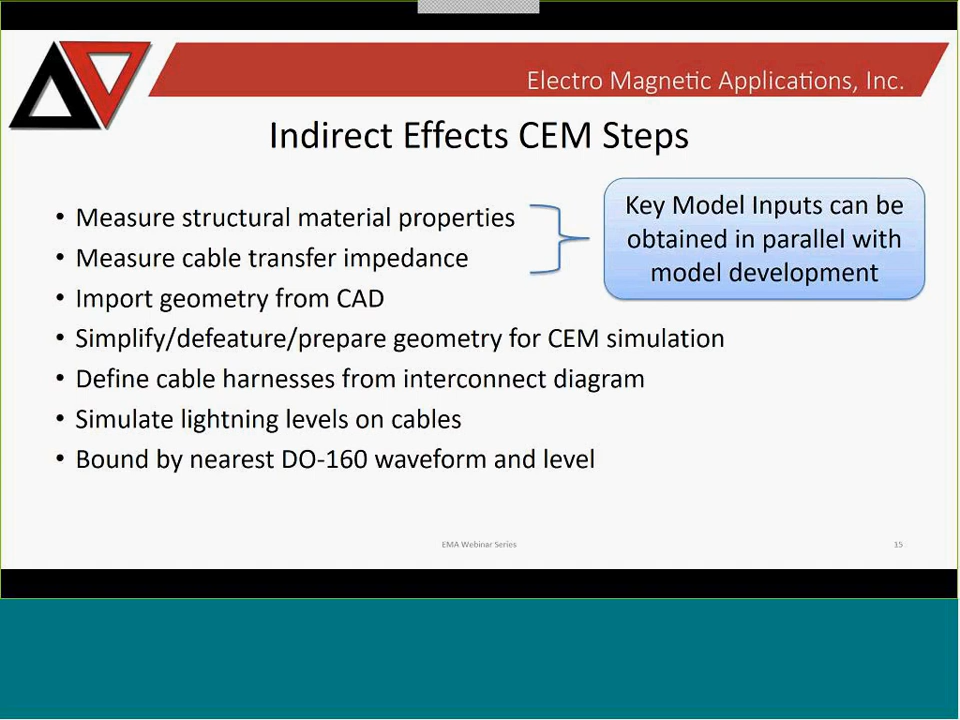 Electro Magnetic Applications, Inc.
Indirect Effects CEM Steps
• Measure structural material properties
• Measure cable transfer impedance
• Import geometry from CAD
• Simplify/defeature/prepare geometry for CEM simulation
• Define cable harnesses from interconnect diagram
• Simulate lightning levels on cables
• Bound by nearest DO-160 waveform and level
Key Model Inputs can be
obtained in parallel with
model development
EMA Webinar Series
15